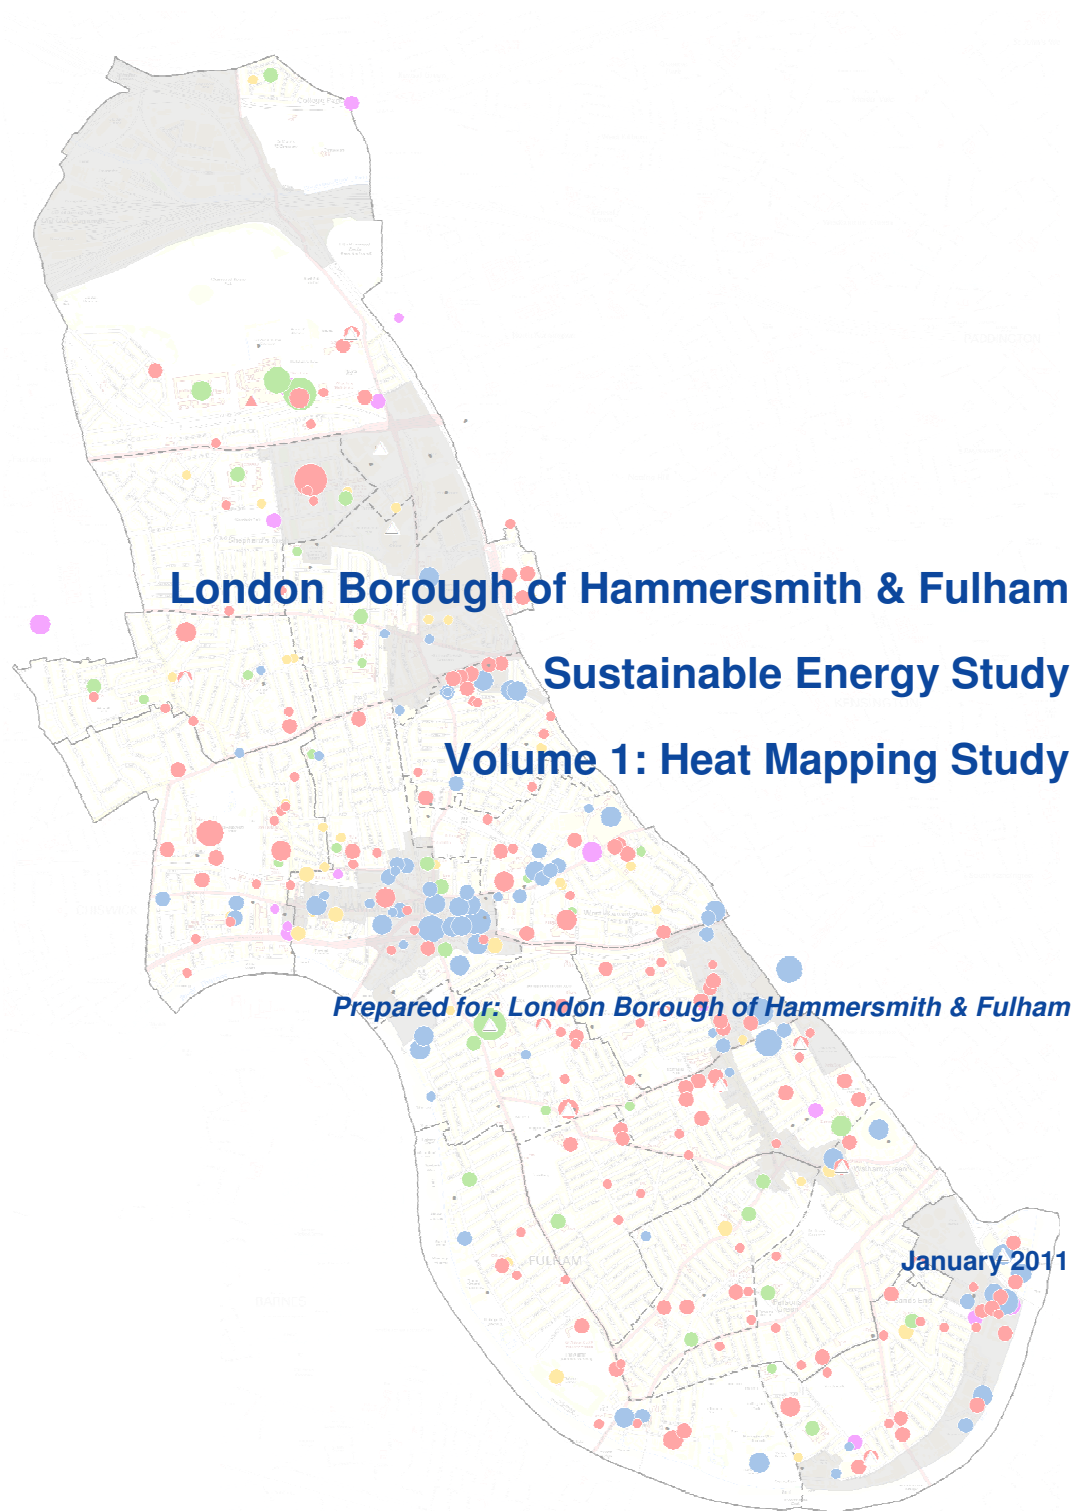 London Borough of Hammersmith & Fulham
Sustainable Energy Study
Volume 1: Heat Mapping Study
Prepared for: London Borough of Hammersmith & Fulham
FULHAM
January 2011